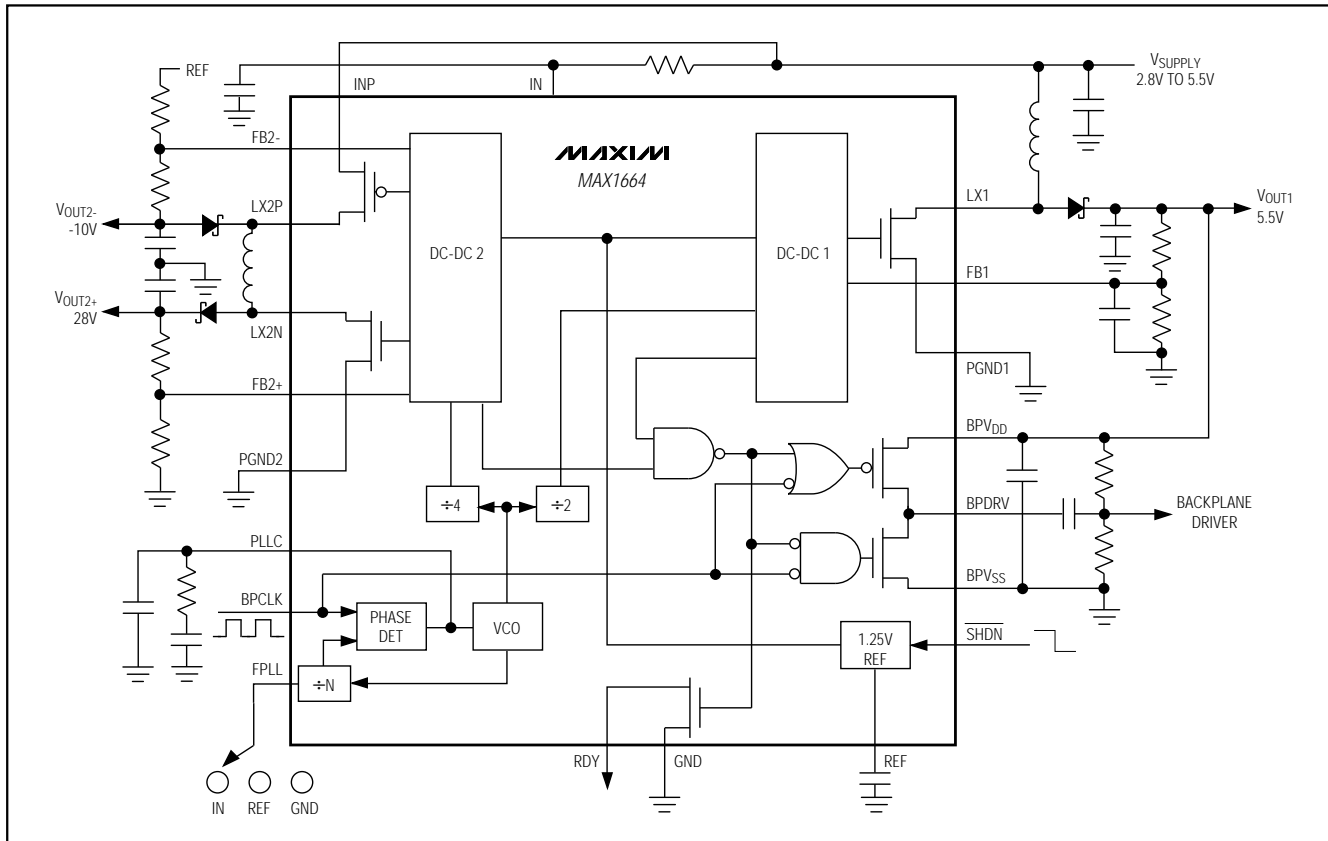 REF
INP
IN
VSUPPLY
2.8V TO 5.5V
FB2-
MAXIM
MAX1664
LX2P
LX1
VOUT2-
-10V
VOUT1
5.5V
DC-DC 2
DC-DC 1
FB1
VOUT2+
28V
LX2N
PGND1
FB2+
BPVDD
PGND2
÷4
÷2
BPDRV
BACKPLANE
DRIVER
PLLC
BPVSS
BPCLK
PHASE
DET
VCO
1.25V
REF
SHDN
FPLL
÷N
RDY
GND
REF
IN
REF
GND